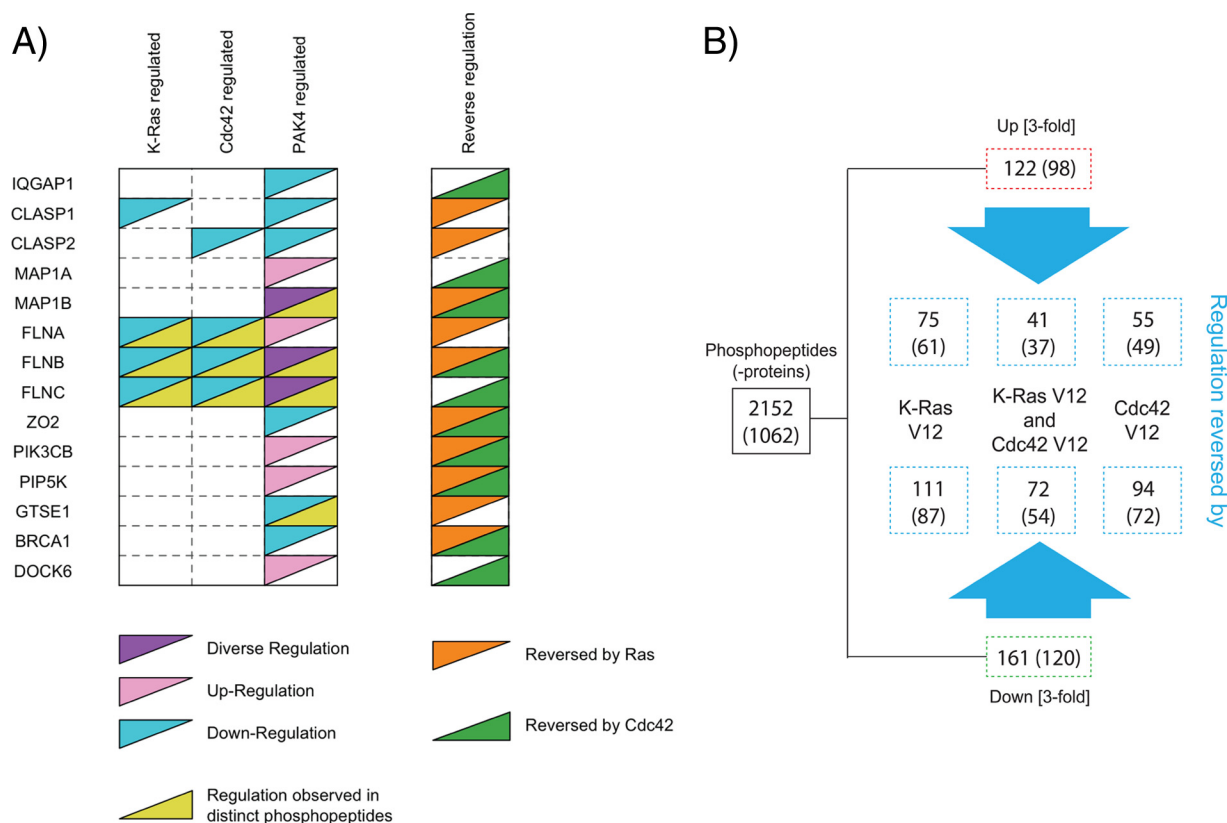 A)
K-Ras regulated
Cdc42 regulated
PAK4 regulated
Reverse regulation
IQGAP1
CLASP1
CLASP2
MAP1A
MAP1B
FLNA
FLNB
FLNC
ZO2
PIK3CB
PIP5K
GTSE1
BRCA1
DOCK6
Diverse Regulation
Up-Regulation
Down-Regulation
Regulation observed in
distinct phosphopeptides
Reversed by Ras
Reversed by Cdc42
B)
Up [3-fold]
122 (98)
Phosphopeptides
(-proteins)
2152
(1062)
75
(61)
41
(37)
55
(49)
K-Ras
V12
K-Ras V12
and
Cdc42 V12
Cdc42
V12
111
(87)
72
(54)
94
(72)
Regulation reversed by
161 (120)
Down [3-fold]